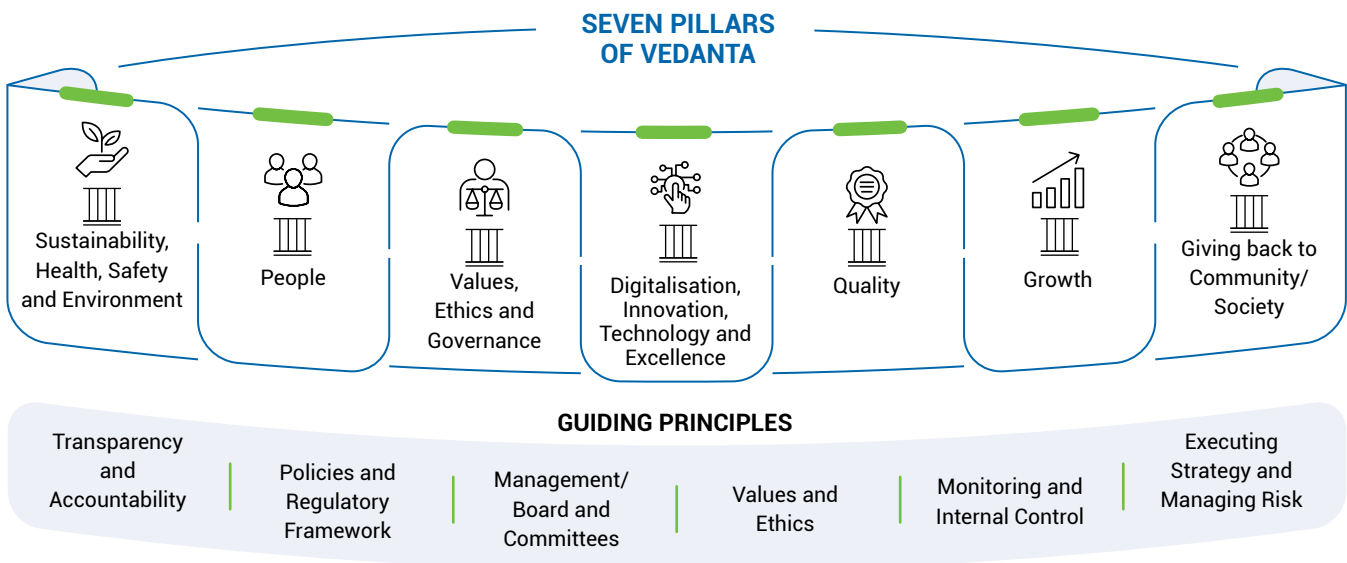 SEVEN PILLARS
OF VEDANTA
Sustainability,
Health, Safety
and Environment
People
Values,
Ethics and
Governance
Digitalisation,
Innovation,
Technology and
Excellence
Quality
Growth
Giving back to
Community/
Society
GUIDING PRINCIPLES
Transparency
and
Accountability
Policies and
Regulatory
Framework
Management/
Board and
Committees
Values and
Ethics
Monitoring and
Internal Control
Executing
Strategy and
Managing Risk